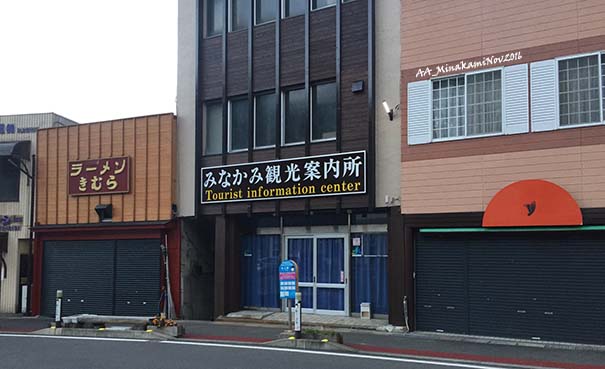 AA_MinakamiNov2016
ラーメン
きむら
みなかみ観光案内所
Tourist information center